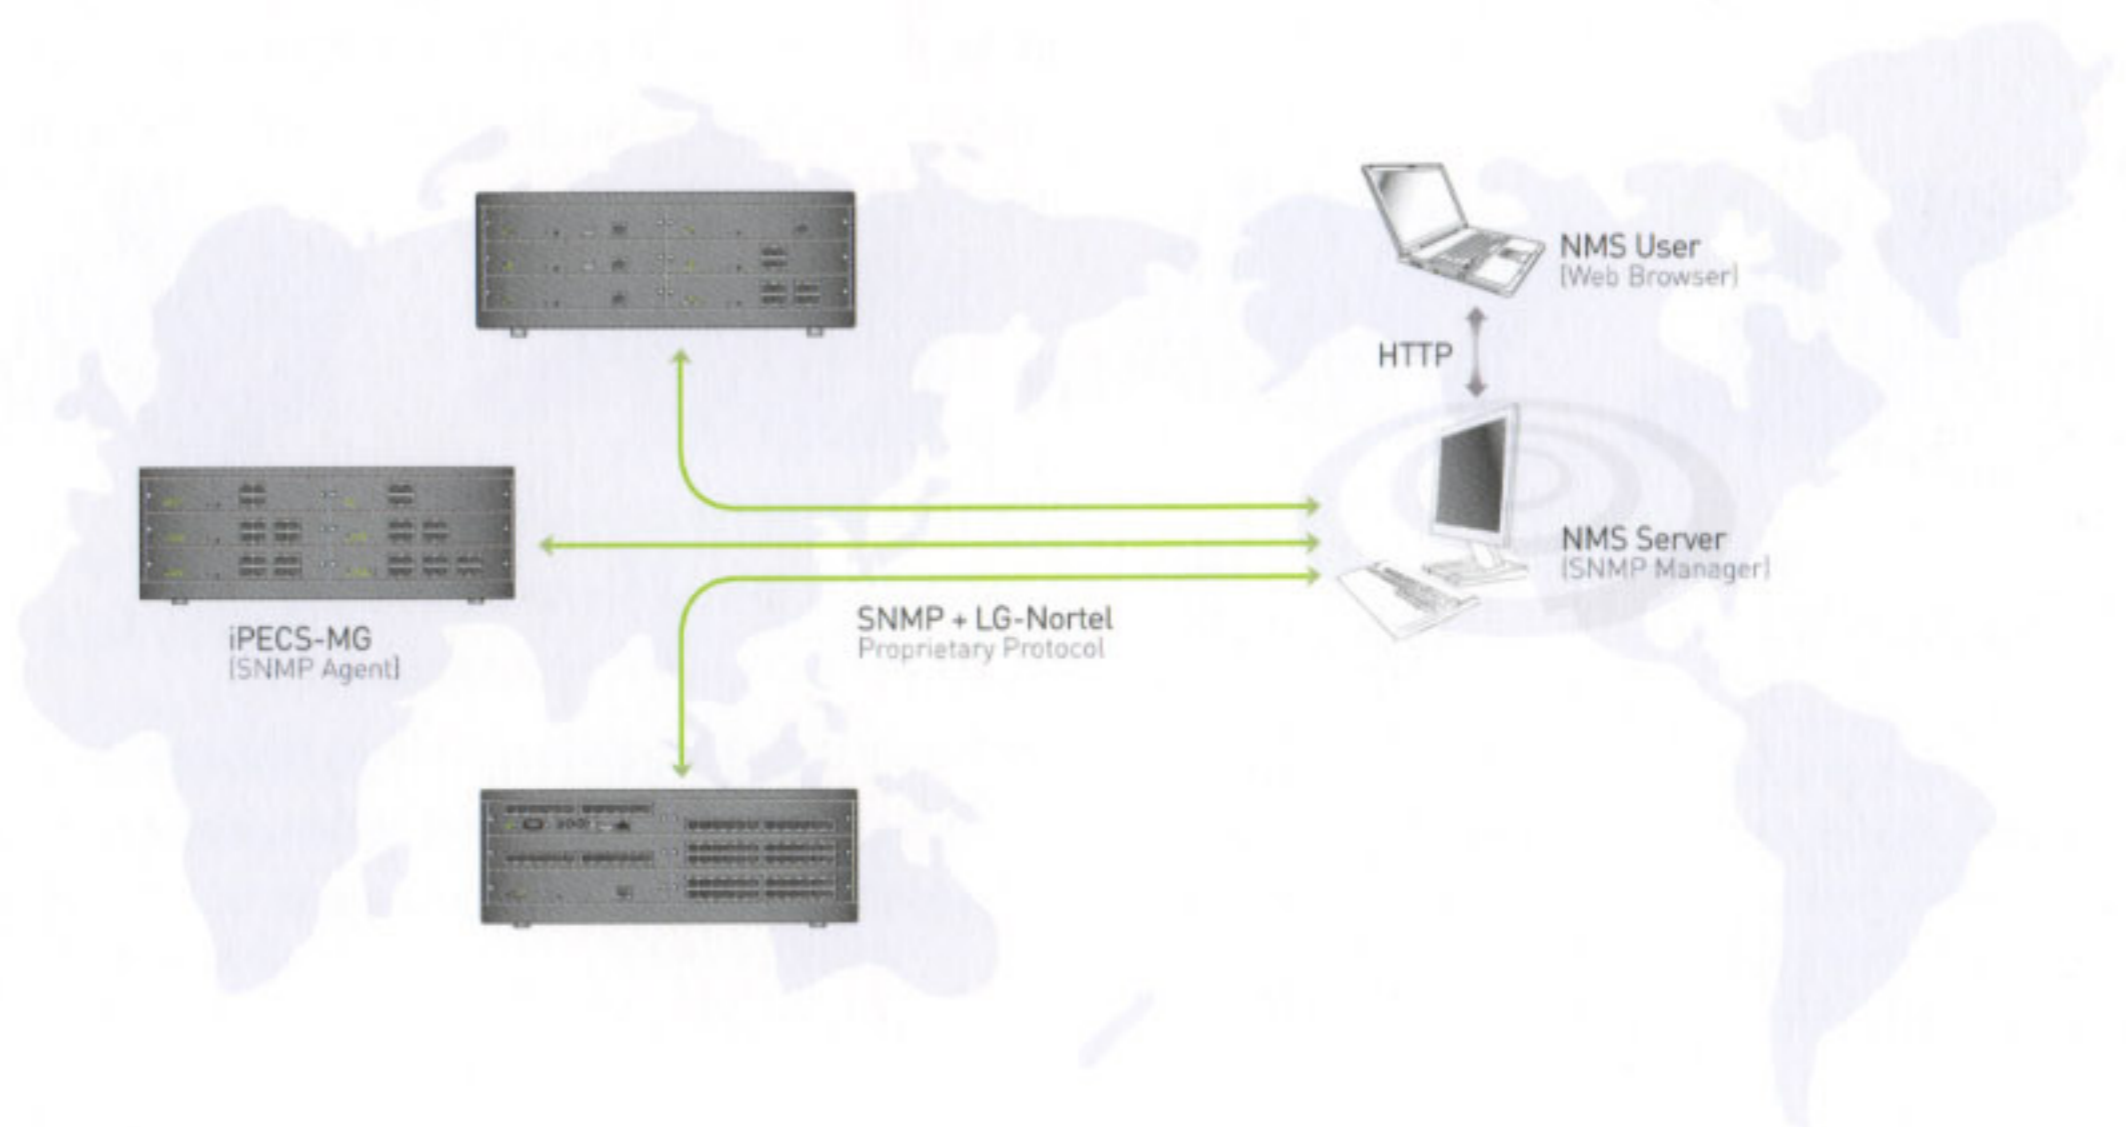 NMS User
(Web Browser)
HTTP
NMS Server
(SNMP Manager)
SNMP + LG-Nortel
Proprietary Protocol
iPECS-MG
(SNMP Agent)